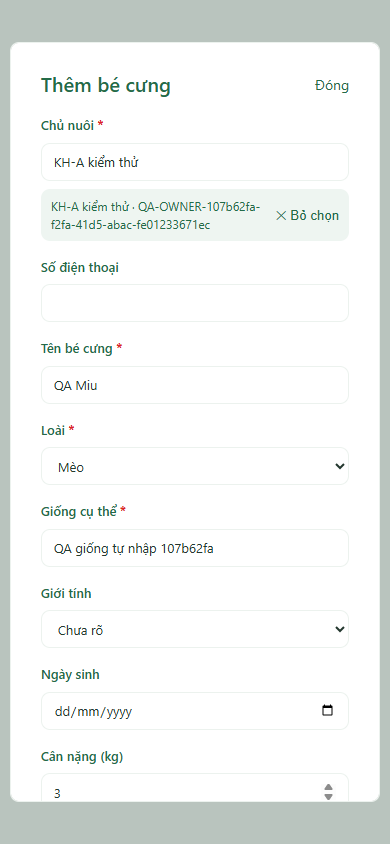 Thêm bé cưng
Đóng
Chủ nuôi *
KH-A kiểm thử
KH-A kiểm thử · QA-OWNER-107b62fa-
f2fa-41d5-abac-fe01233671ec
Bỏ chọn
Số điện thoại
Tên bé cưng *
QA Miu
Loài *
Mèo
Giống cụ thể *
QA giống tự nhập 107b62fa
Giới tính
Chưa rõ
Ngày sinh
dd/mm/yyyy
Cân nặng (kg)
3